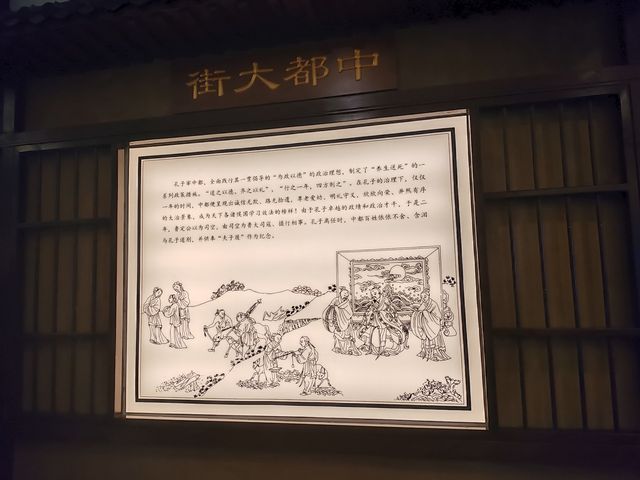 街大都中
孔子宰中都，全面践行其一贯倡导的“为政以德”的政治理想，制定了“养生送死”的一
系列政策措施。“道之以德，齐之以礼”，“行之一年，四方则之”。在孔子的治理下，仅仅
一年的时间，中都便呈现出诚信无欺、路无拾遗、尊老爱幼、明礼守义、欣欣向荣、井然有序
的大治景象，成为天下各诸侯国学习效法的榜样！由于孔子卓越的政绩和政治才干，于是二
年，鲁定公以为司空，由司空为鲁大司寇，摄行相事。孔子离任时，中都百姓依依不舍、含泪
为孔子送别，并供奉“夫子履”作为纪念。